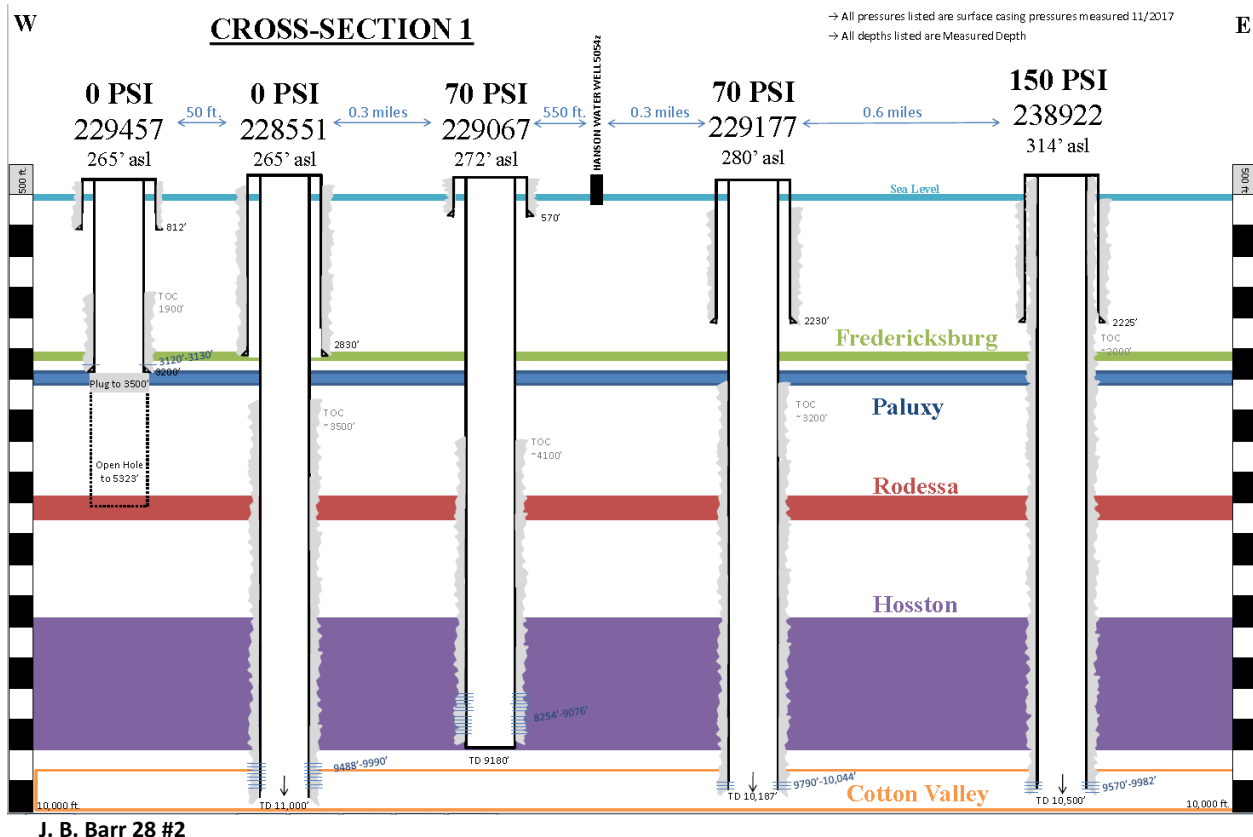 W
CROSS-SECTION 1
→ All pressures listed are surface casing pressures measured 11/2017
→ All depths listed are Measured Depth
E
0 PSI
229457
265’ asl
50 ft.
0 PSI
228551
265’ asl
0.3 miles
70 PSI
229067
272’ asl
550 ft.
HANSON WATER WELL 5054z
0.3 miles
70 PSI
229177
280’ asl
0.6 miles
150 PSI
238922
314’ asl
500 ft.
500 ft
Sea Level
812’
570’
TOC
1900’
2830’
2230’
2225’
Fredericksburg
TOC
~2000’
3120’-3130’
3200’
Plug to 3500’
Paluxy
TOC
~3500’
TOC
~3200’
TOC
~4100’
Open Hole
to 5323’
Rodessa
Hosston
8254’-9076’
TD 9180’
9488’-9990’
9790’-10,044’
9570’-9982’
TD 11,000’
TD 10,187’
Cotton Valley
TD 10,500’
10,000 ft.
10,000 ft.
J. B. Barr 28 #2